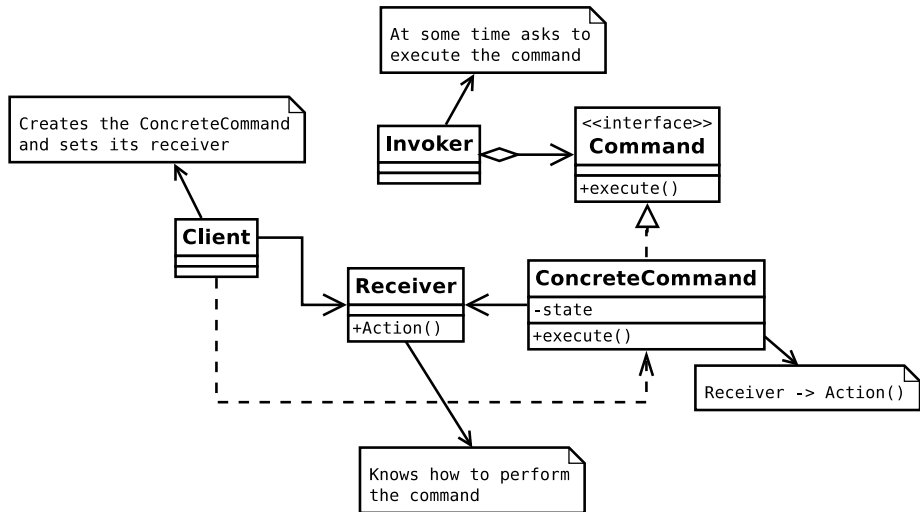 At some time asks to
execute the command
Creates the ConcreteCommand
and sets its receiver
Invoker
<<interface>>
Command
+execute()
Client
Receiver
+Action()
ConcreteCommand
-state
+execute()
Receiver -> Action()
Knows how to perform
the command